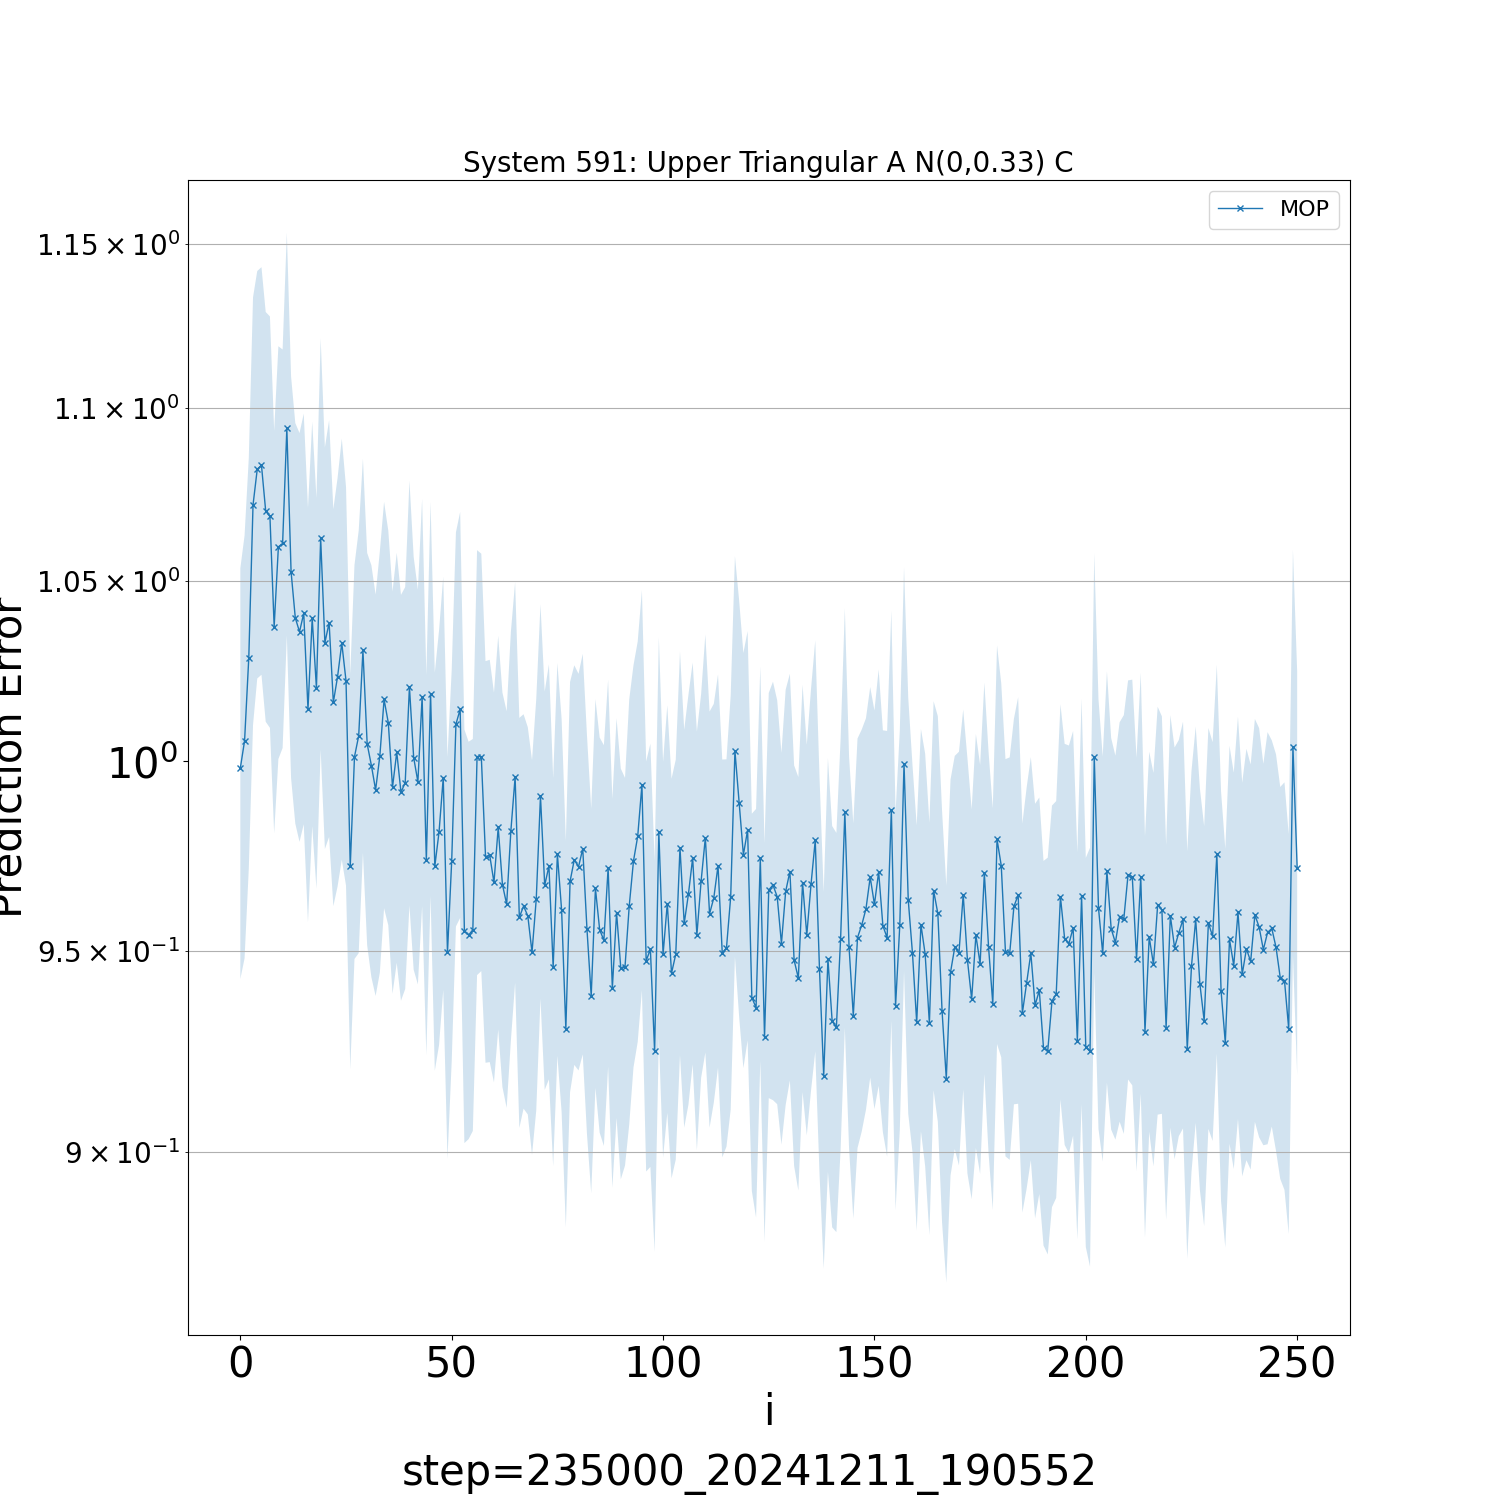 System 591: Upper Triangular A N(0,0.33) C
MOP
1.15 × 10⁰
1.1 × 10⁰
1.05 × 10⁰
10⁰
9.5 × 10⁻¹
9 × 10⁻¹
Prediction Error
0 50 100 150 200 250
i
step=235000_20241211_190552